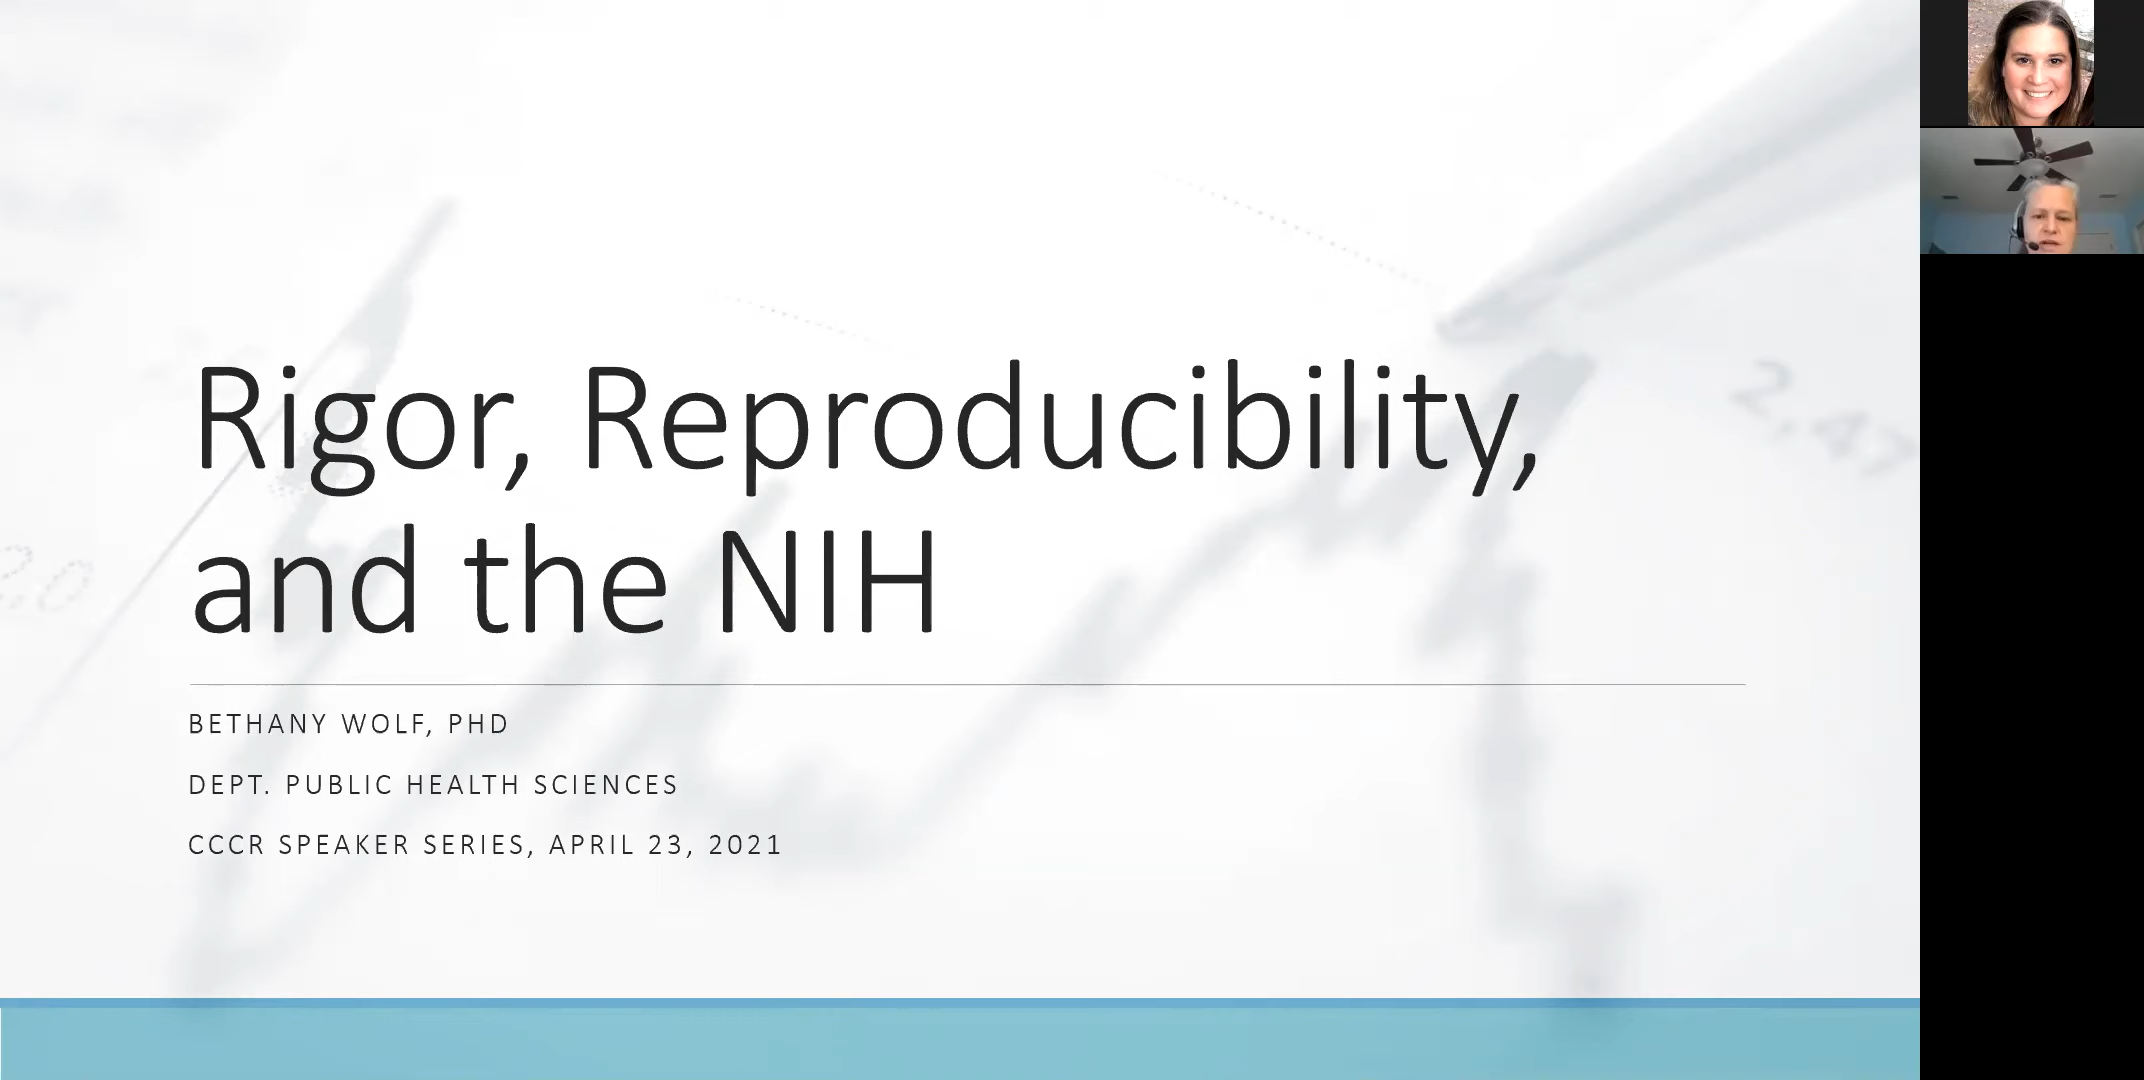 Rigor, Reproducibility,
and the NIH
BETHANY WOLF, PHD
DEPT. PUBLIC HEALTH SCIENCES
CCCR SPEAKER SERIES, APRIL 23, 2021